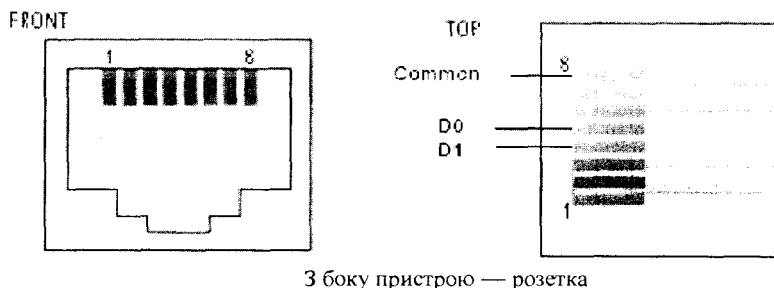 FRONT
1 8
TOP
Common
8
D0
D1
1
З боку пристрою — розетка